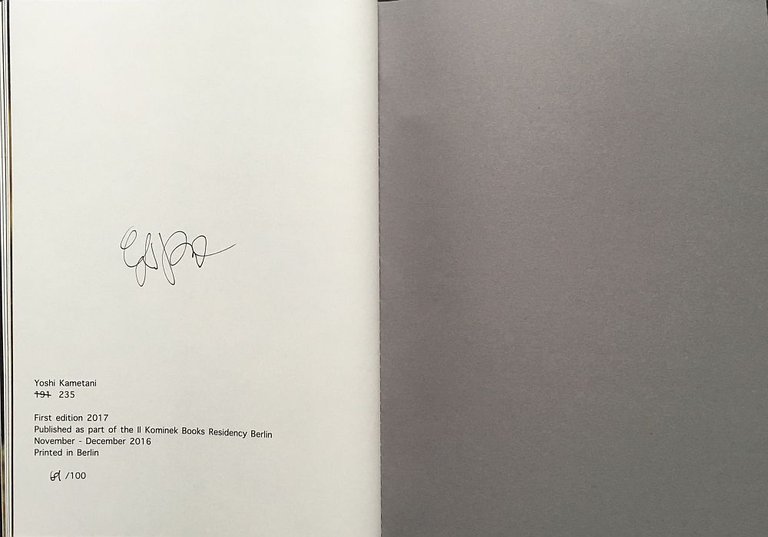 Yoshi Kametani
191 235
First edition 2017
Published as part of the II Kominek Books Residency Berlin
November - December 2016
Printed in Berlin
/100